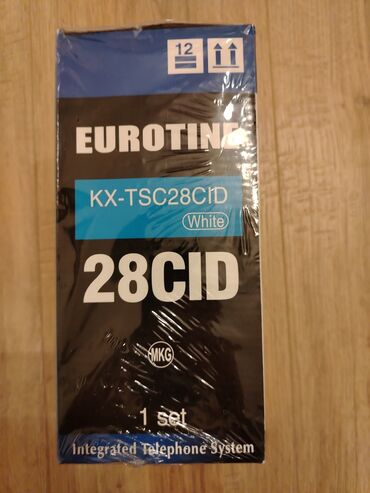 12
EUROTINE
KX-TSC28CID
White
28CID
MKG
1 set
Integrated Telephone System